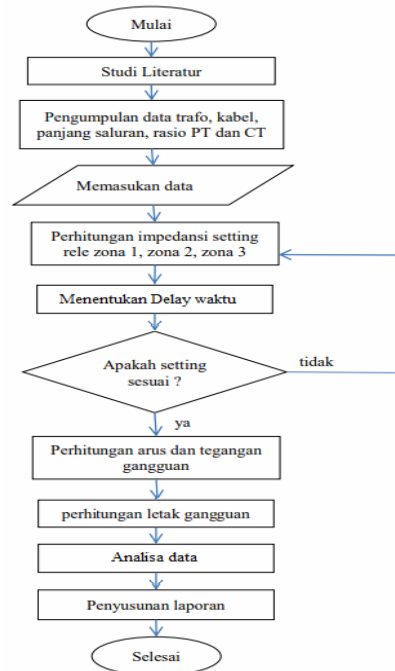 Mulai
Studi Literatur
Pengumpulan data trafo, kabel,
panjang saluran, rasio PT dan CT
Memasukan data
Perhitungan impedansi setting
rele zona 1, zona 2, zona 3
Menentukan Delay waktu
Apakah setting
sesuai ?
tidak
ya
Perhitungan arus dan tegangan
gangguan
perhitungan letak gangguan
Analisa data
Penyusunan laporan
Selesai